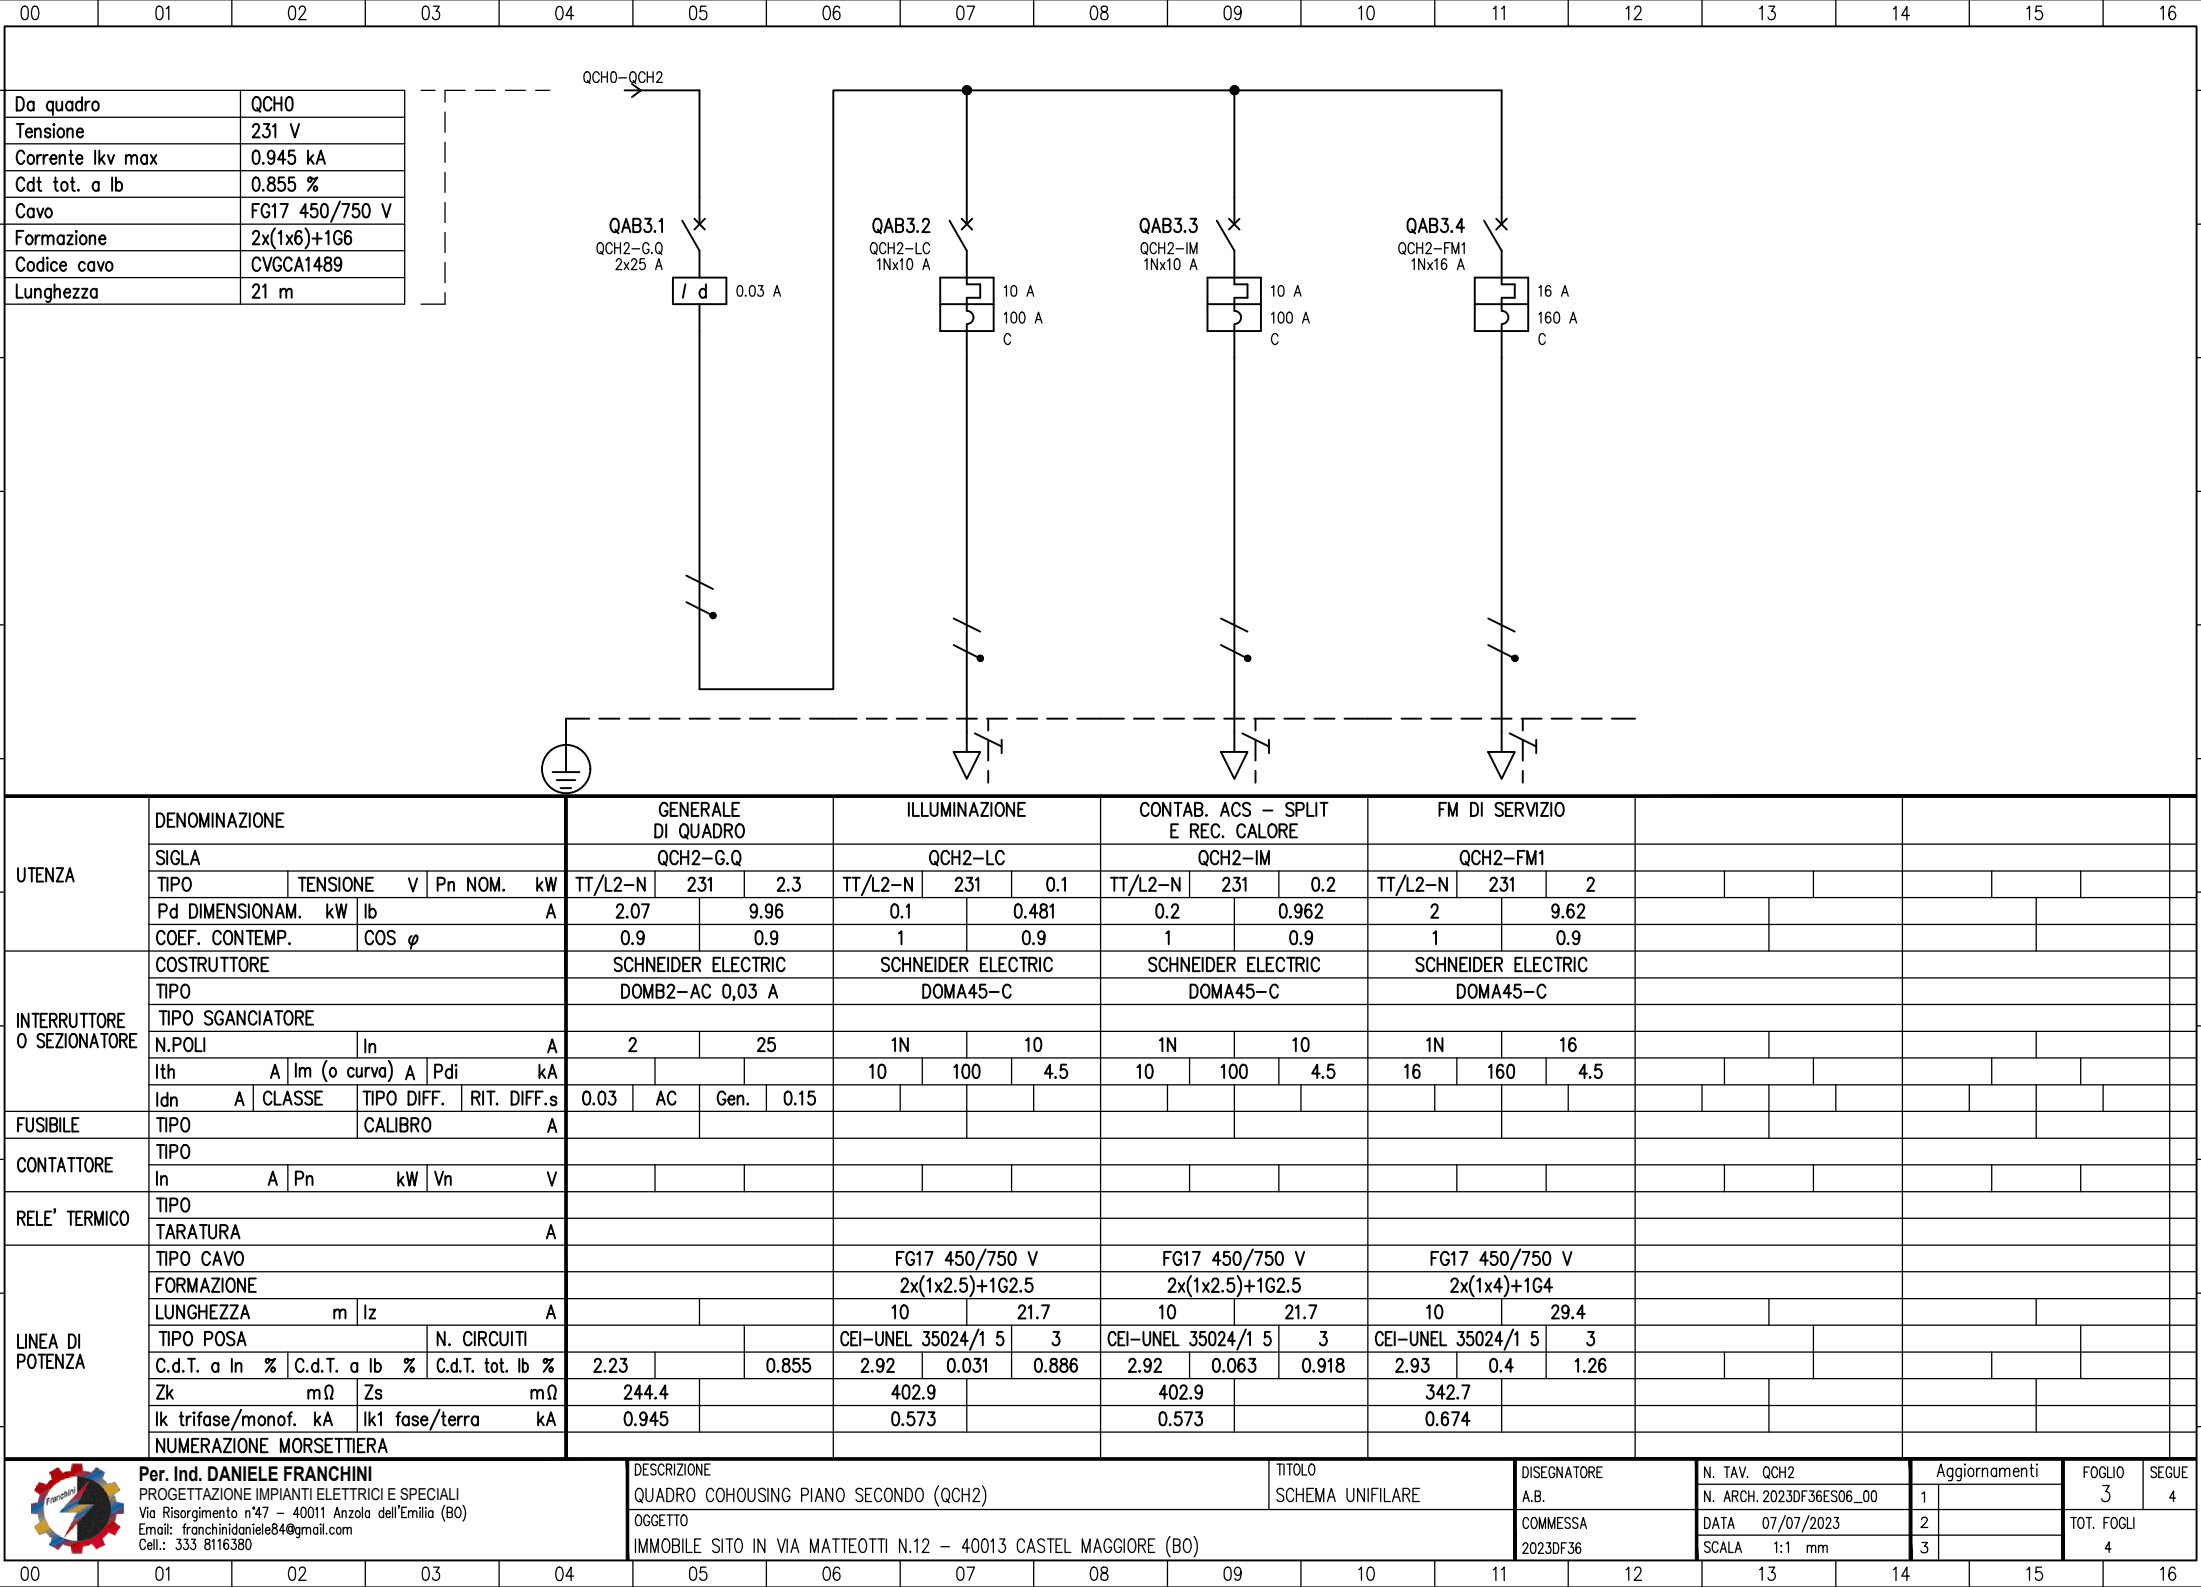 00 01 02 03 04 05 06 07 08 09 10 11 12 13 14 15 16
QCH0-QCH2
Da quadro QCH0
Tensione 231 V
Corrente Ikv max 0.945 kA
Cdt tot. a Ib 0.855 %
Cavo FG17 450/750 V
Formazione 2x(1x6)+1G6
Codice cavo CVGCA1489
Lunghezza 21 m
QAB3.1
QCH2-G.Q
2x25 A
I d 0.03 A
QAB3.2
QCH2-LC
1Nx10 A
10 A
100 A
C
QAB3.3
QCH2-IM
1Nx10 A
10 A
100 A
C
QAB3.4
QCH2-FM1
1Nx16 A
16 A
160 A
C
UTENZA
DENOMINAZIONE GENERALE DI QUADRO ILLUMINAZIONE CONTAB. ACS - SPLIT E REC. CALORE FM DI SERVIZIO
SIGLA QCH2-G.Q QCH2-LC QCH2-IM QCH2-FM1
TIPO TENSIONE V Pn NOM. kW TT/L2-N 231 2.3 TT/L2-N 231 0.1 TT/L2-N 231 0.2 TT/L2-N 231 2
Pd DIMENSIONAM. kW Ib A 2.07 9.96 0.1 0.481 0.2 0.962 2 9.62
COEF. CONTEMP. COS φ 0.9 0.9 1 0.9 1 0.9 1 0.9
INTERRUTTORE
O SEZIONATORE
COSTRUTTORE SCHNEIDER ELECTRIC SCHNEIDER ELECTRIC SCHNEIDER ELECTRIC SCHNEIDER ELECTRIC
TIPO DOMB2-AC 0,03 A DOMA45-C DOMA45-C DOMA45-C
TIPO SGANCIATORE
N.POLI In A 2 25 1N 10 1N 10 1N 16
Ith A Im (o curva) A Pdi kA 10 100 4.5 10 100 4.5 16 160 4.5
Idn A CLASSE TIPO DIFF. RIT. DIFF.s 0.03 AC Gen. 0.15
FUSIBILE TIPO CALIBRO A
CONTATTORE
TIPO
In A Pn kW Vn V
RELE' TERMICO
TIPO
TARATURA A
LINEA DI
POTENZA
TIPO CAVO FG17 450/750 V FG17 450/750 V FG17 450/750 V
FORMAZIONE 2x(1x2.5)+1G2.5 2x(1x2.5)+1G2.5 2x(1x4)+1G4
LUNGHEZZA m Iz A 10 21.7 10 21.7 10 29.4
TIPO POSA N. CIRCUITI CEI-UNEL 35024/1 5 3 CEI-UNEL 35024/1 5 3 CEI-UNEL 35024/1 5 3
C.d.T. a In % C.d.T. a Ib % C.d.T. tot. Ib % 2.23 0.855 2.92 0.031 0.886 2.92 0.063 0.918 2.93 0.4 1.26
Zk mΩ Zs mΩ 244.4 402.9 402.9 342.7
Ik trifase/monof. kA Ik1 fase/terra kA 0.945 0.573 0.573 0.674
NUMERAZIONE MORSETTIERA
Franchini
Per. Ind. DANIELE FRANCHINI
PROGETTAZIONE IMPIANTI ELETTRICI E SPECIALI
Via Risorgimento n°47 - 40011 Anzola dell'Emilia (BO)
Email: franchinidaniele84@gmail.com
Cell.: 333 8116380
DESCRIZIONE
QUADRO COHOUSING PIANO SECONDO (QCH2)
TITOLO
SCHEMA UNIFILARE
OGGETTO
IMMOBILE SITO IN VIA MATTEOTTI N.12 - 40013 CASTEL MAGGIORE (BO)
DISEGNATORE
A.B.
COMMESSA
2023DF36
N. TAV. QCH2
N. ARCH. 2023DF36ES06_00
DATA 07/07/2023
SCALA 1:1 mm
Aggiornamenti
1
2
3
FOGLIO
3
SEGUE
4
TOT. FOGLI
4
00 01 02 03 04 05 06 07 08 09 10 11 12 13 14 15 16